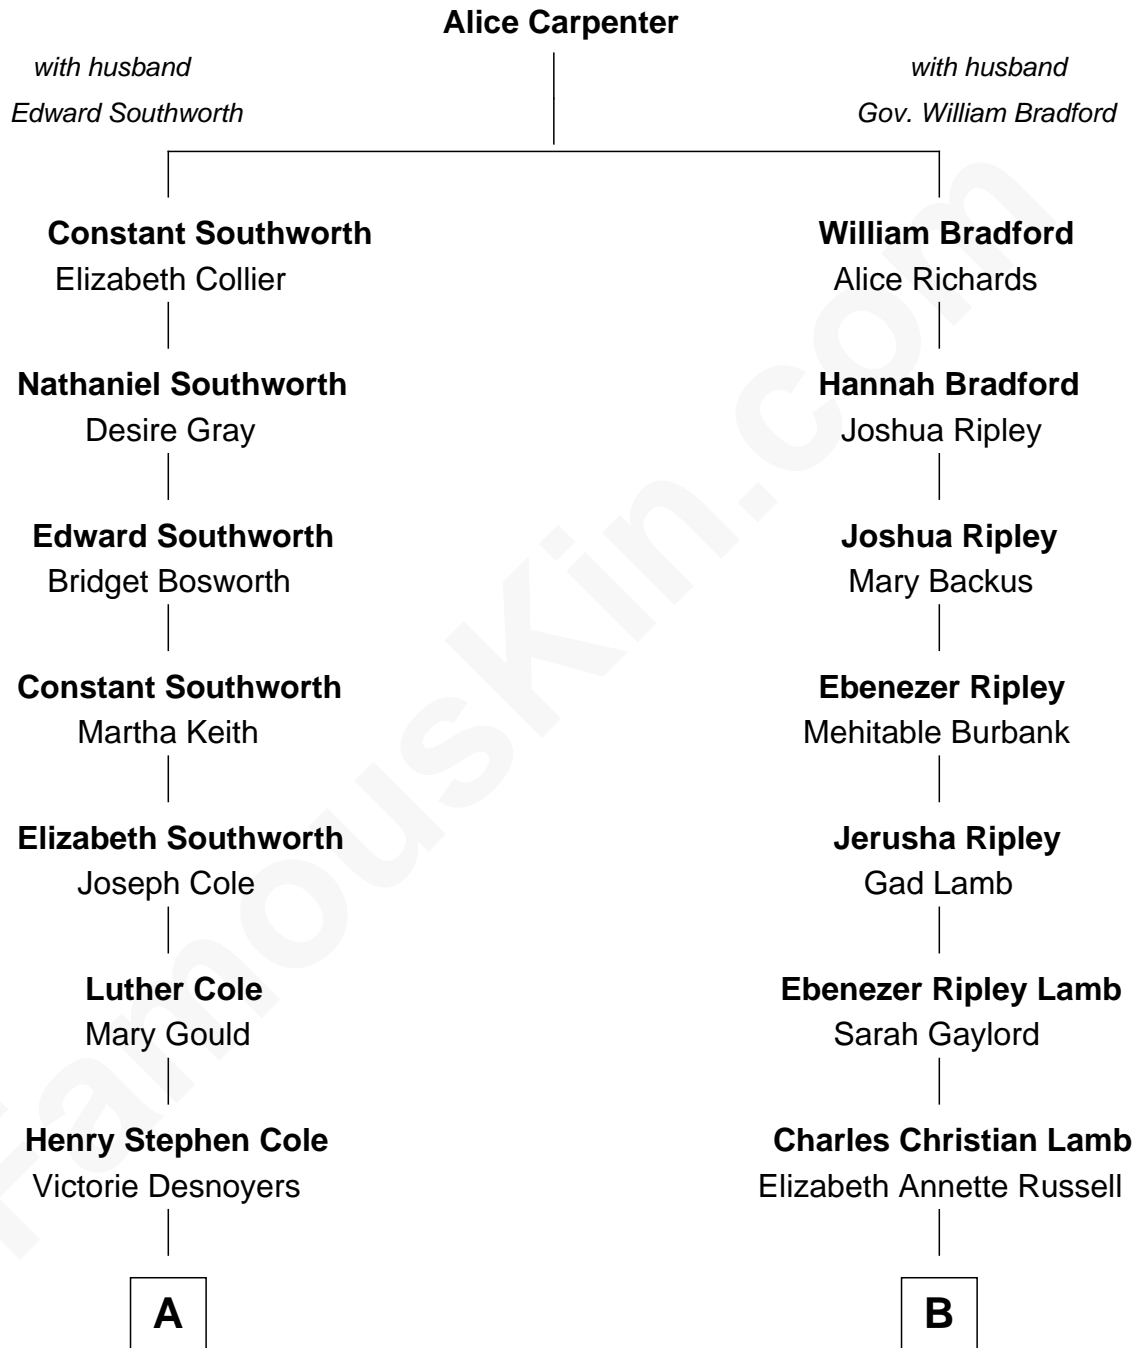 Alice Carpenter
with husband
Edward Southworth
with husband
Gov. William Bradford
Constant Southworth
Elizabeth Collier
William Bradford
Alice Richards
Nathaniel Southworth
Desire Gray
Hannah Bradford
Joshua Ripley
Edward Southworth
Bridget Bosworth
Joshua Ripley
Mary Backus
Constant Southworth
Martha Keith
Ebenezer Ripley
Mehitable Burbank
Elizabeth Southworth
Joseph Cole
Jerusha Ripley
Gad Lamb
Luther Cole
Mary Gould
Ebenezer Ripley Lamb
Sarah Gaylord
Henry Stephen Cole
Victorie Desnoyers
Charles Christian Lamb
Elizabeth Annette Russell
A
B
FamousKin.com